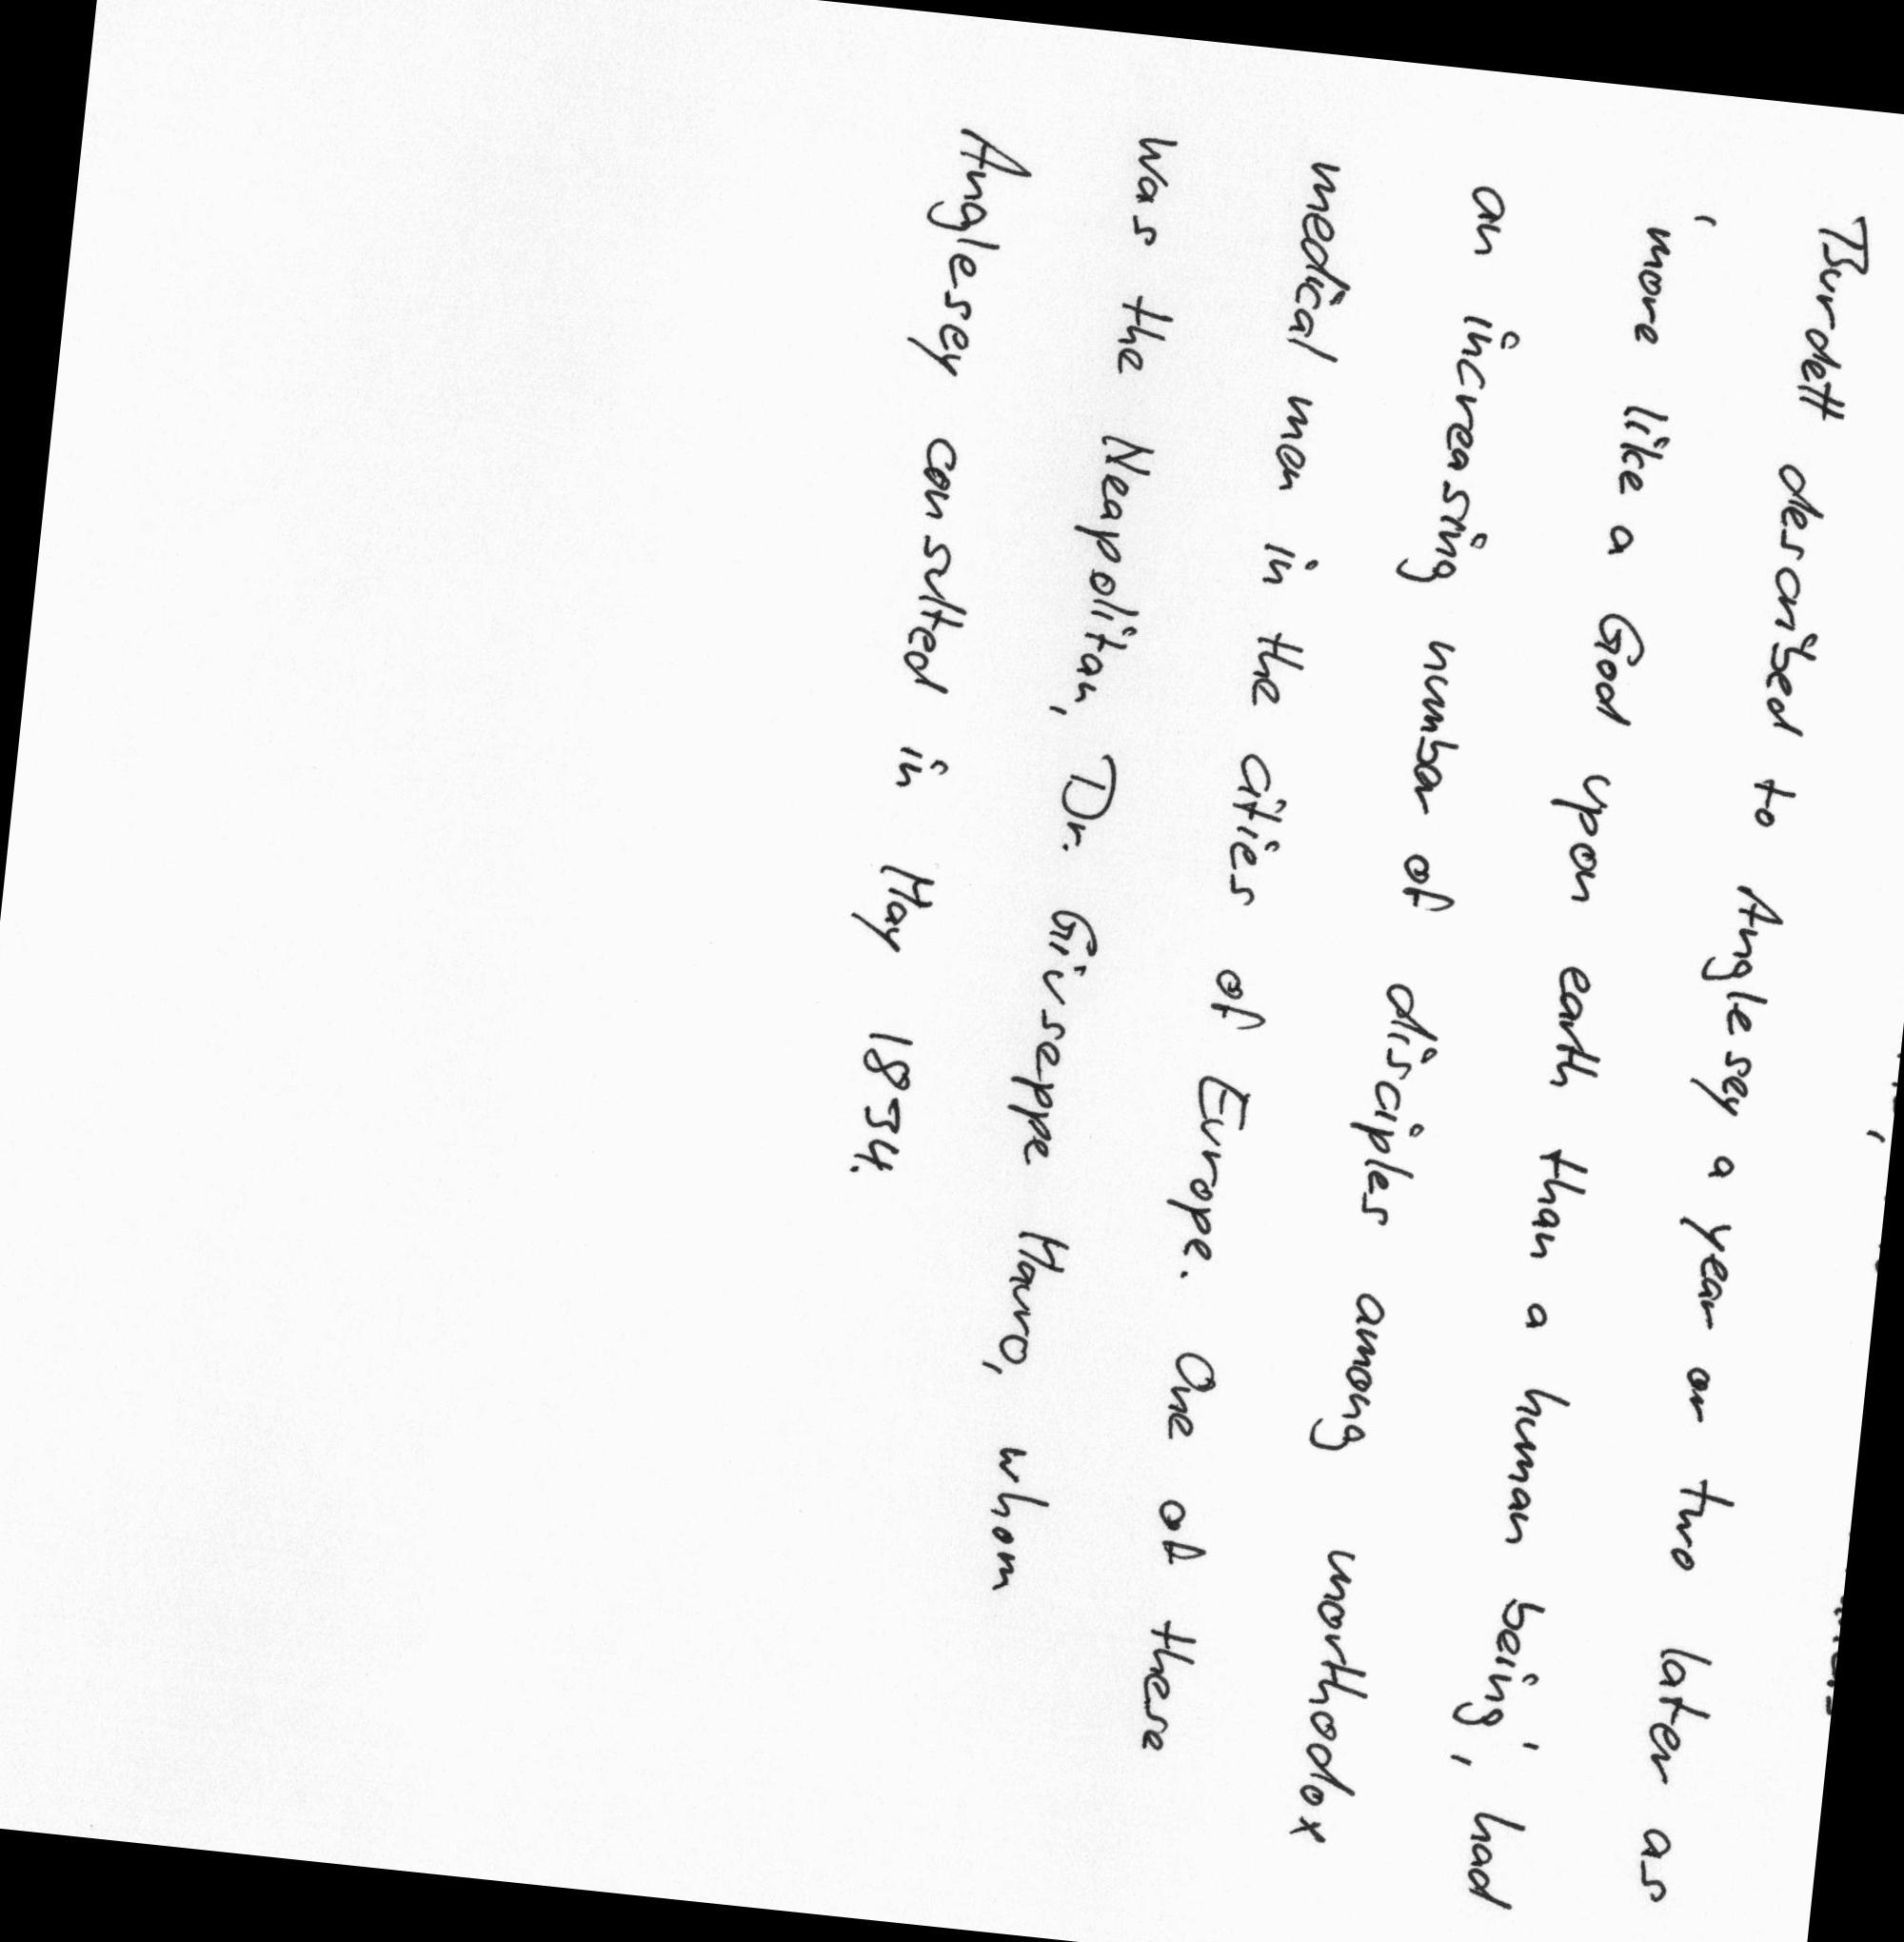 Burdett described to Anglesey a year or two later as
'more like a God upon earth than a human being', had
an increasing number of disciples among unorthodox
medical men in the cities of Europe. One of these
was the Neapolitan, Dr. Giuseppe Mauro, whom
Anglesey consulted in May 1834.